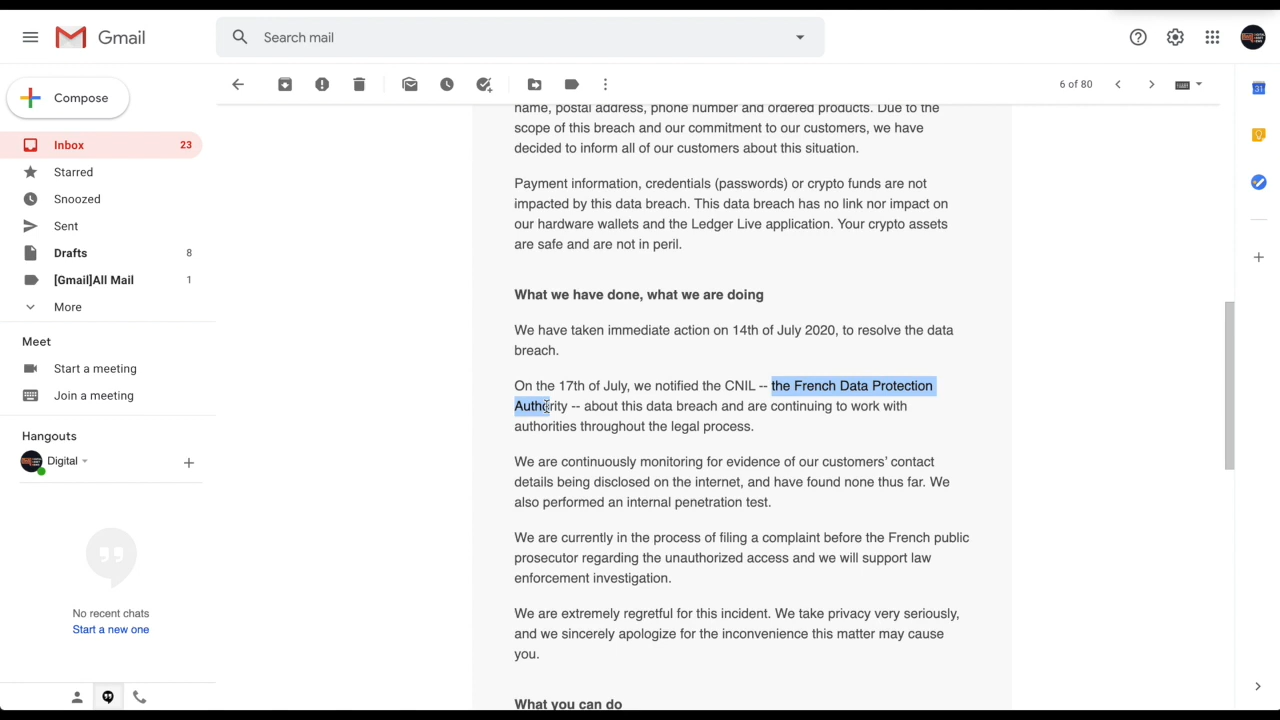 Gmail
Search mail
Compose
6 of 80
Inbox 23
Starred
Snoozed
Sent
Drafts 8
[Gmail]All Mail 1
More
Meet
Start a meeting
Join a meeting
Hangouts
Digital
No recent chats
Start a new one
name, postal address, phone number and ordered products. Due to the
scope of this breach and our commitment to our customers, we have
decided to inform all of our customers about this situation.
Payment information, credentials (passwords) or crypto funds are not
impacted by this data breach. This data breach has no link nor impact on
our hardware wallets and the Ledger Live application. Your crypto assets
are safe and are not in peril.
What we have done, what we are doing
We have taken immediate action on 14th of July 2020, to resolve the data
breach.
On the 17th of July, we notified the CNIL -- the French Data Protection
Authority -- about this data breach and are continuing to work with
authorities throughout the legal process.
We are continuously monitoring for evidence of our customers’ contact
details being disclosed on the internet, and have found none thus far. We
also performed an internal penetration test.
We are currently in the process of filing a complaint before the French public
prosecutor regarding the unauthorized access and we will support law
enforcement investigation.
We are extremely regretful for this incident. We take privacy very seriously,
and we sincerely apologize for the inconvenience this matter may cause
you.
What you can do
31